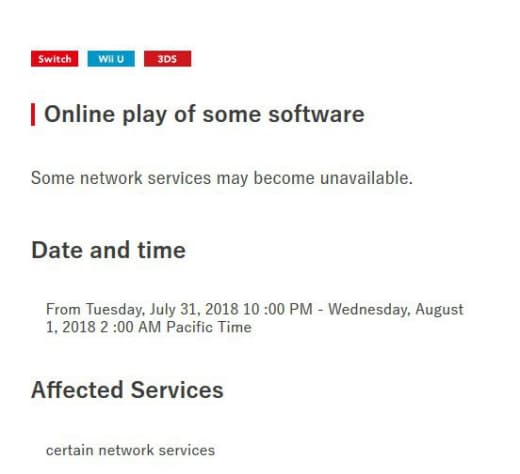 Switch Wii U 3DS
Online play of some software
Some network services may become unavailable.
Date and time
From Tuesday, July 31, 2018 10 :00 PM - Wednesday, August
1, 2018 2 :00 AM Pacific Time
Affected Services
certain network services